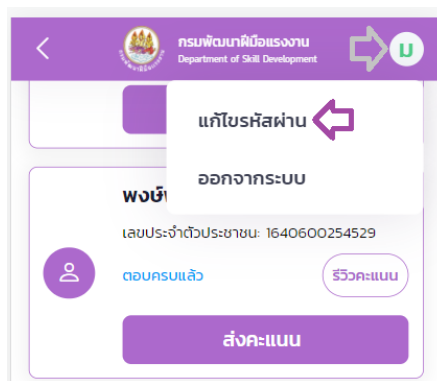 กรมพัฒนาฝีมือแรงงาน
Department of Skill Development
ม
แก้ไขรหัสผ่าน
ออกจากระบบ
เลขประจำตัวประชาชน: 1640600254529
ตอบครบแล้ว
รีวิวคะแนน
ส่งคะแนน